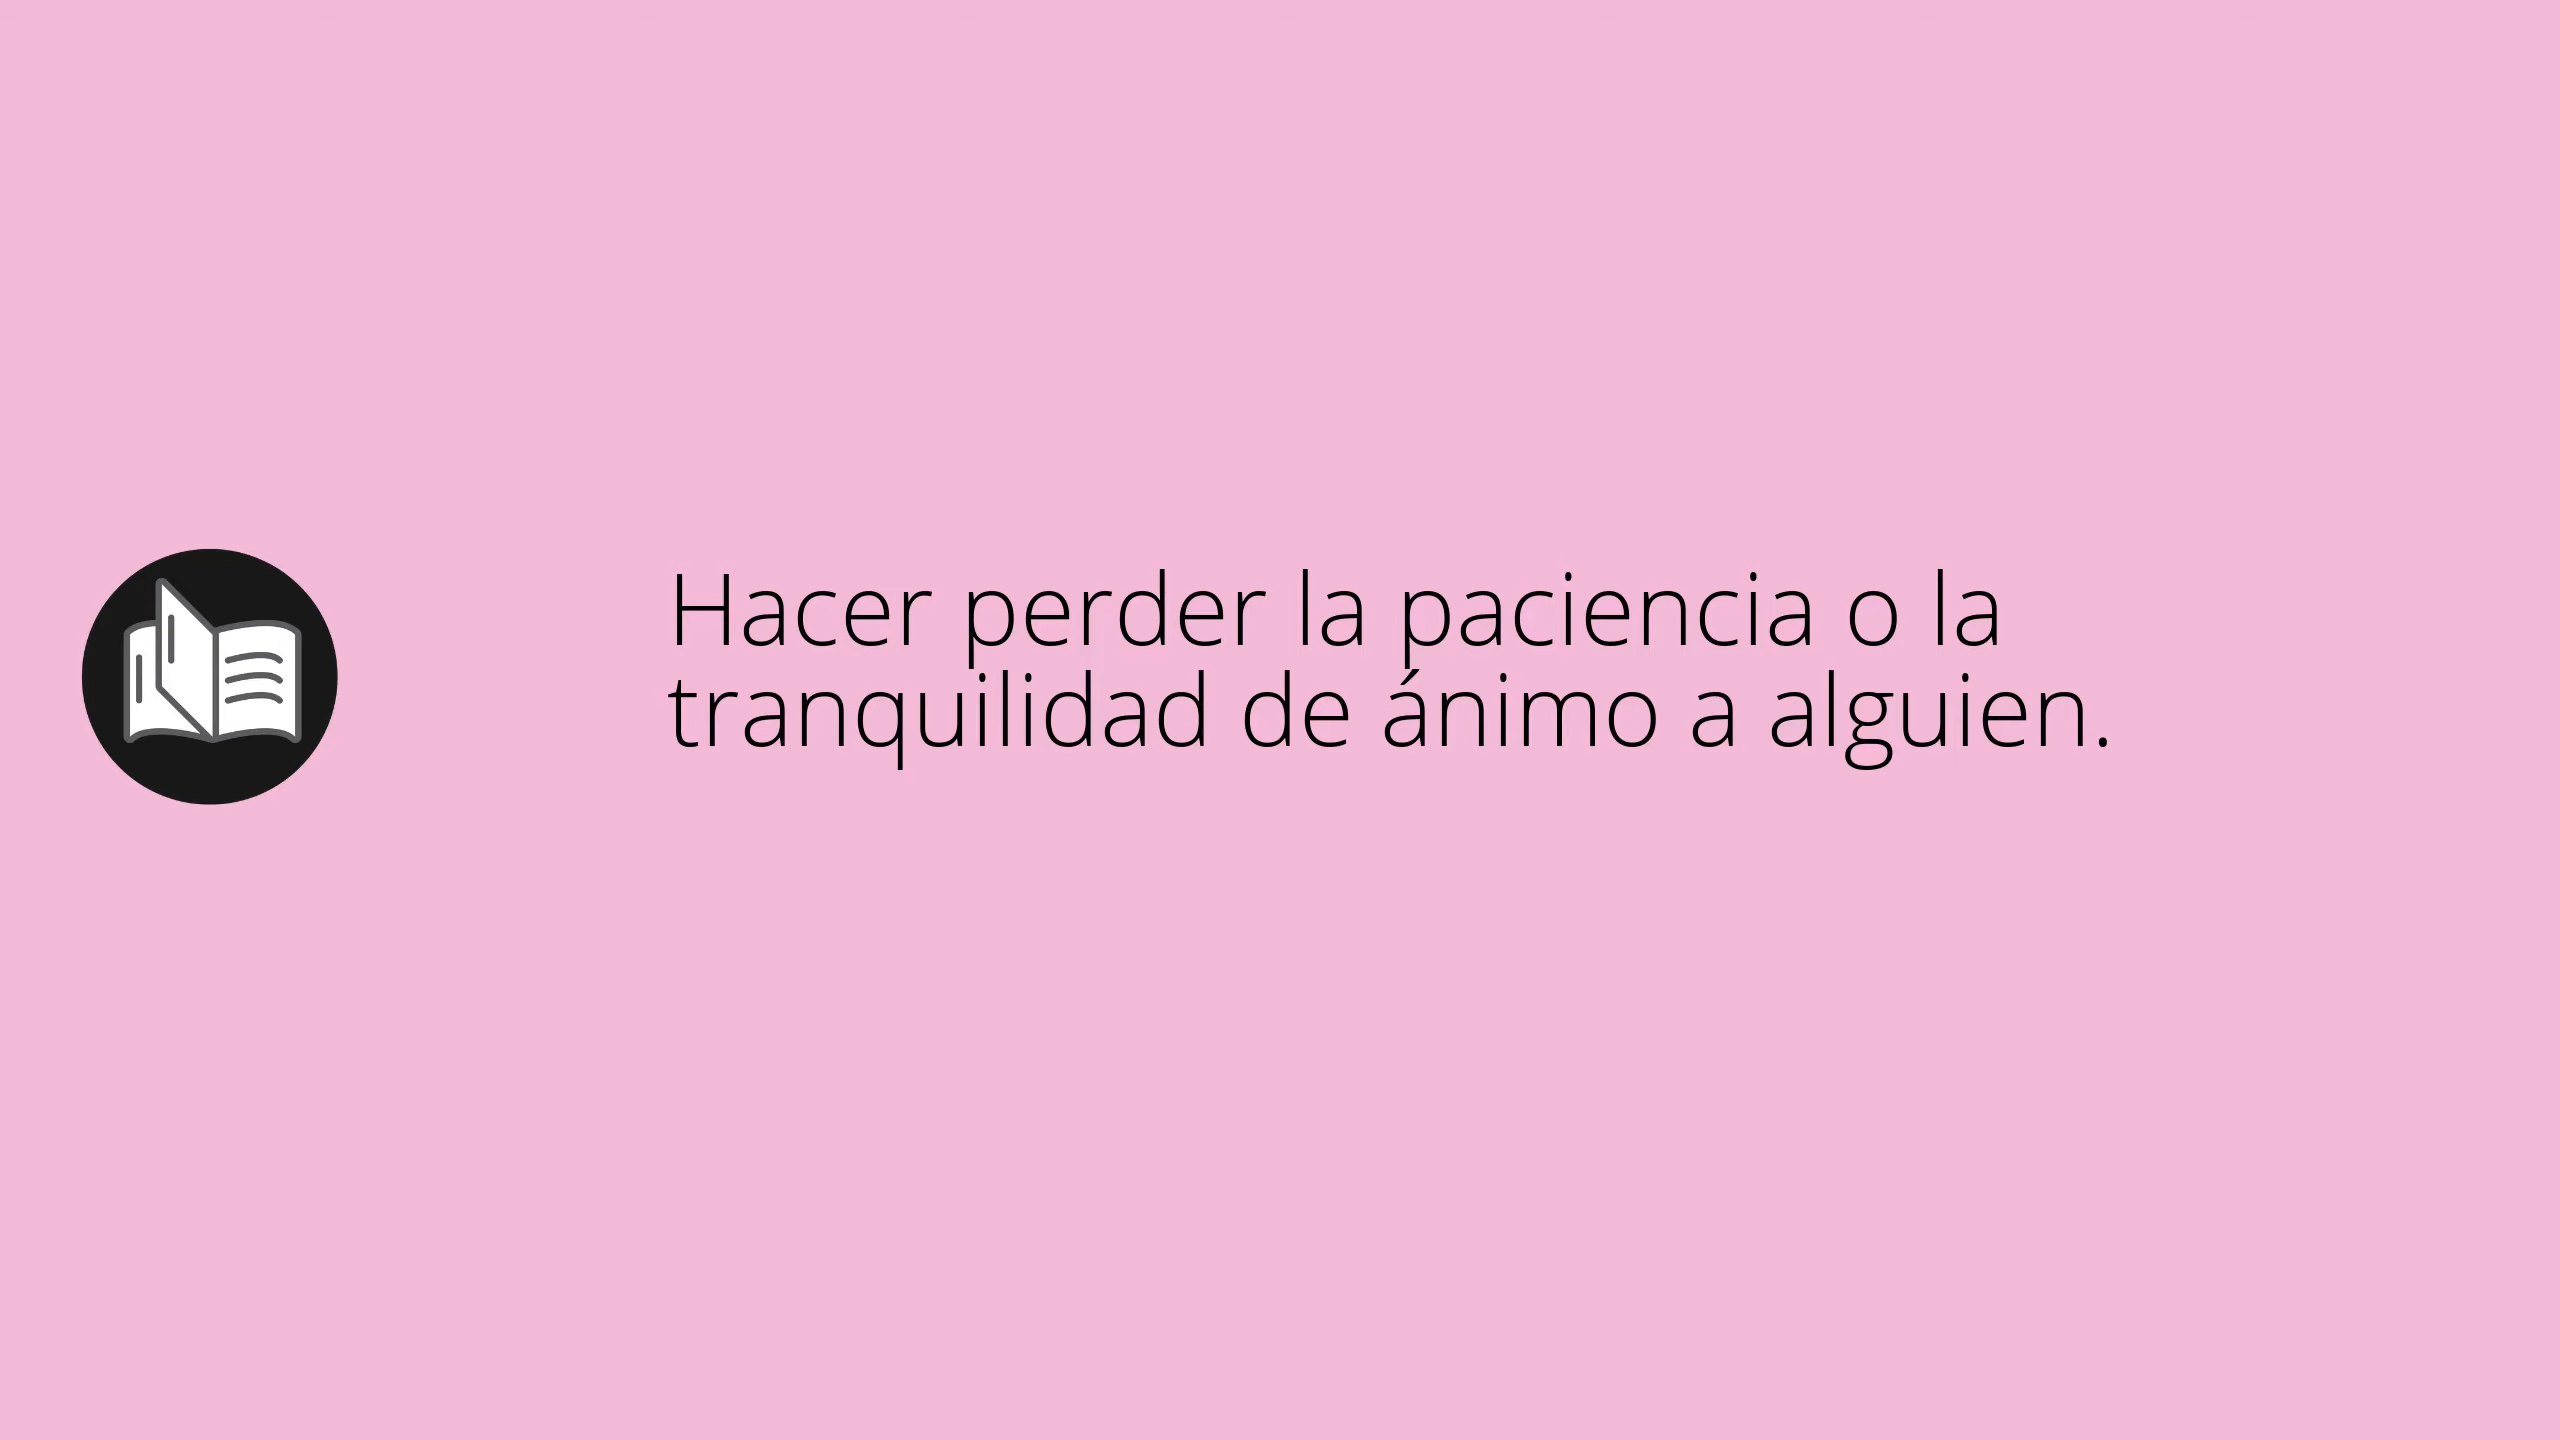 Hacer perder la paciencia o la
tranquilidad de ánimo a alguien.